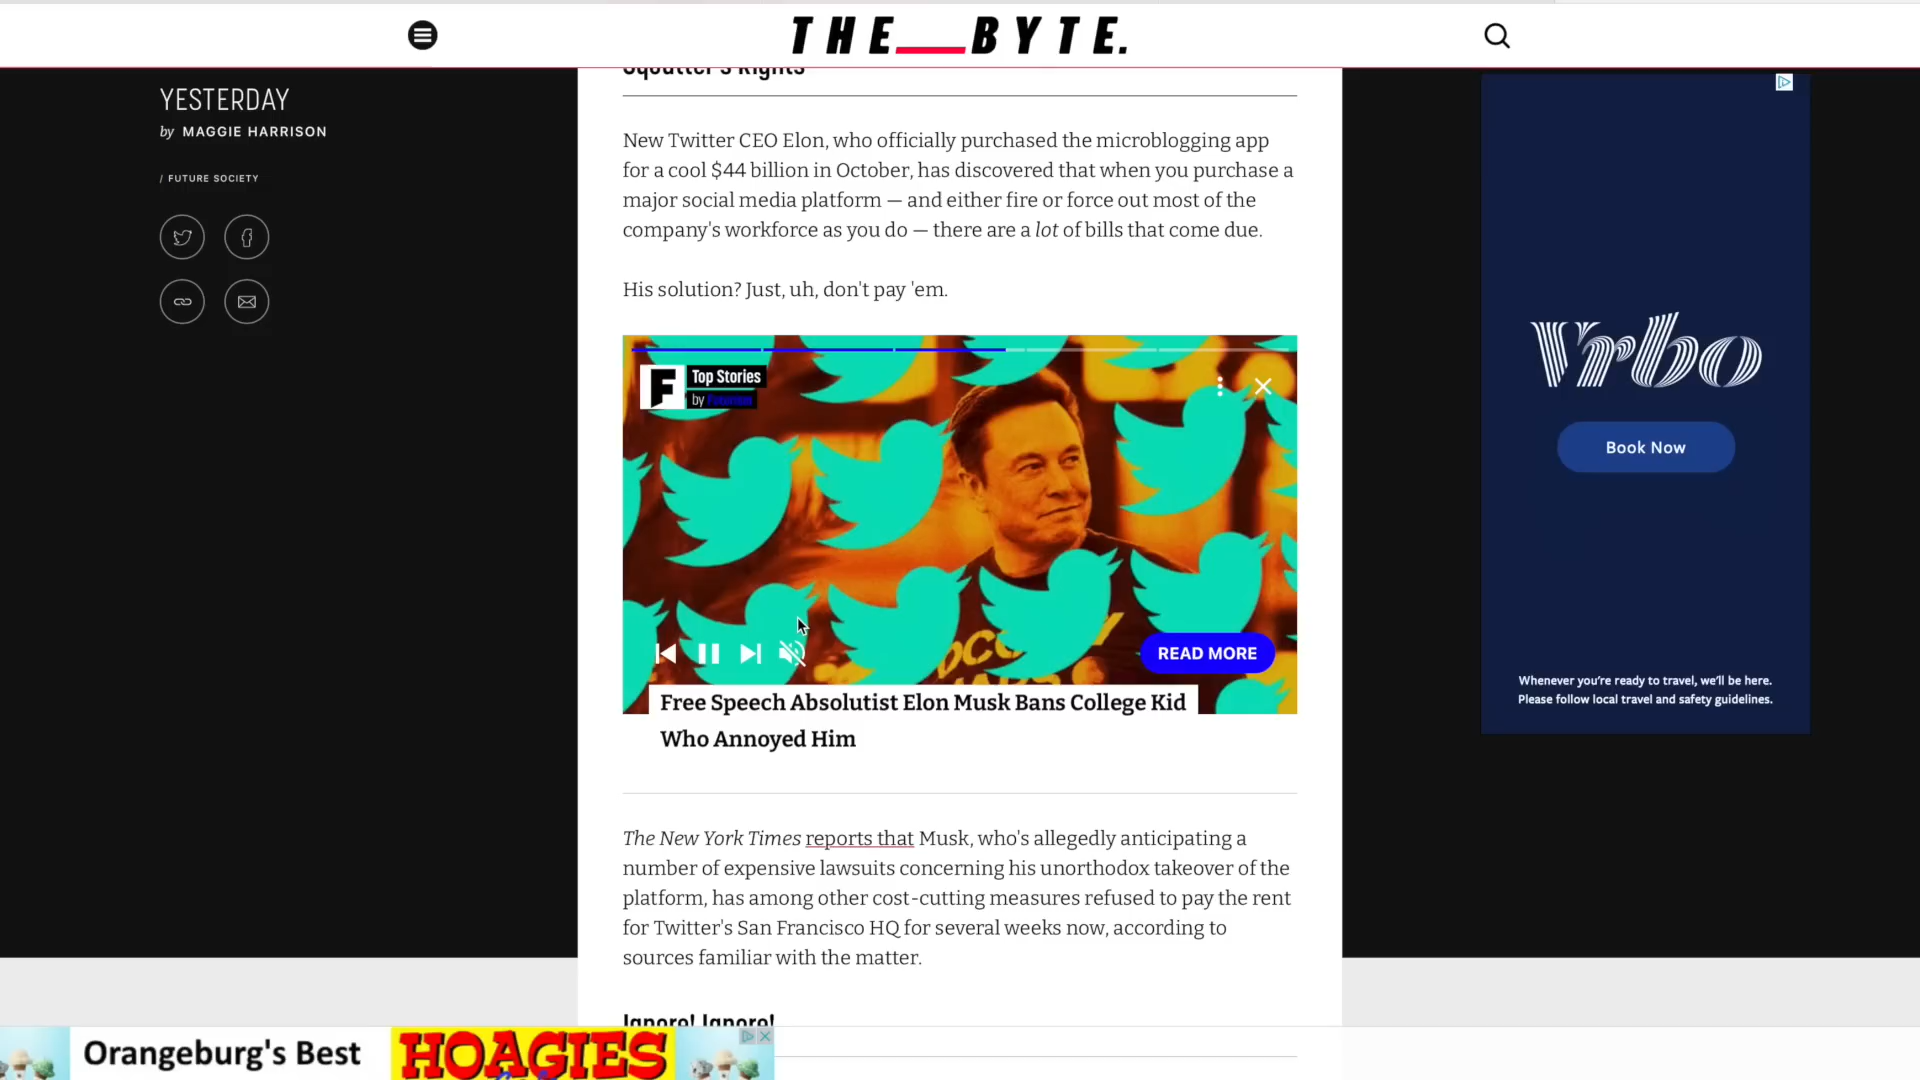 THE__BYTE.
Squatter's Rights
YESTERDAY
by MAGGIE HARRISON
/ FUTURE SOCIETY
New Twitter CEO Elon, who officially purchased the microblogging app
for a cool $44 billion in October, has discovered that when you purchase a
major social media platform — and either fire or force out most of the
company's workforce as you do — there are a lot of bills that come due.
His solution? Just, uh, don't pay 'em.
F
Top Stories
by Futurism
READ MORE
Free Speech Absolutist Elon Musk Bans College Kid
Who Annoyed Him
The New York Times reports that Musk, who's allegedly anticipating a
number of expensive lawsuits concerning his unorthodox takeover of the
platform, has among other cost-cutting measures refused to pay the rent
for Twitter's San Francisco HQ for several weeks now, according to
sources familiar with the matter.
Ignore! Ignore!
Vrbo
Book Now
Whenever you're ready to travel, we'll be here.
Please follow local travel and safety guidelines.
Orangeburg's Best
HOAGIES